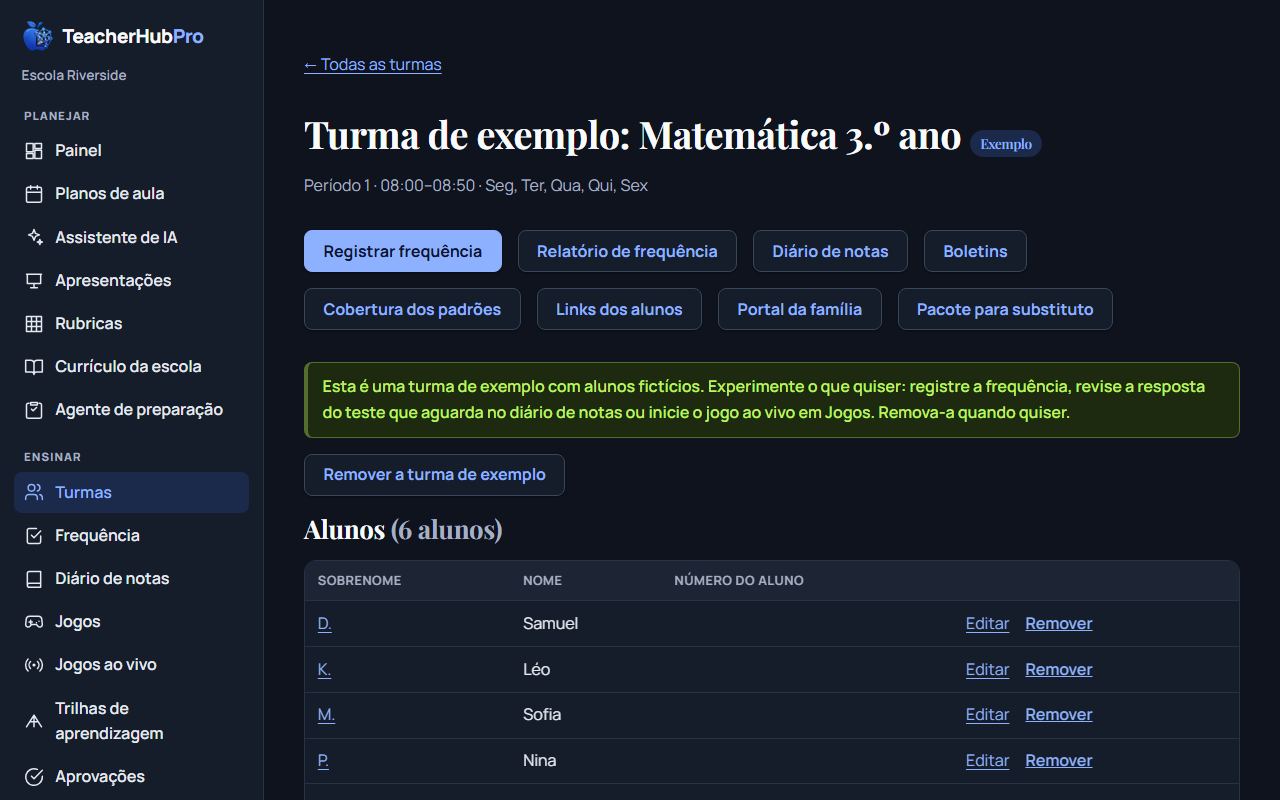 TeacherHubPro
Escola Riverside
PLANEJAR
Painel
Planos de aula
Assistente de IA
Apresentações
Rubricas
Currículo da escola
Agente de preparação
ENSINAR
Turmas
Frequência
Diário de notas
Jogos
Jogos ao vivo
Trilhas de
aprendizagem
Aprovações
← Todas as turmas
Turma de exemplo: Matemática 3.º ano Exemplo
Período 1 · 08:00–08:50 · Seg, Ter, Qua, Qui, Sex
Registrar frequência Relatório de frequência Diário de notas Boletins
Cobertura dos padrões Links dos alunos Portal da família Pacote para substituto
Esta é uma turma de exemplo com alunos fictícios. Experimente o que quiser: registre a frequência, revise a resposta
do teste que aguarda no diário de notas ou inicie o jogo ao vivo em Jogos. Remova-a quando quiser.
Remover a turma de exemplo
Alunos (6 alunos)
SOBRENOME NOME NÚMERO DO ALUNO
D. Samuel Editar Remover
K. Léo Editar Remover
M. Sofia Editar Remover
P. Nina Editar Remover